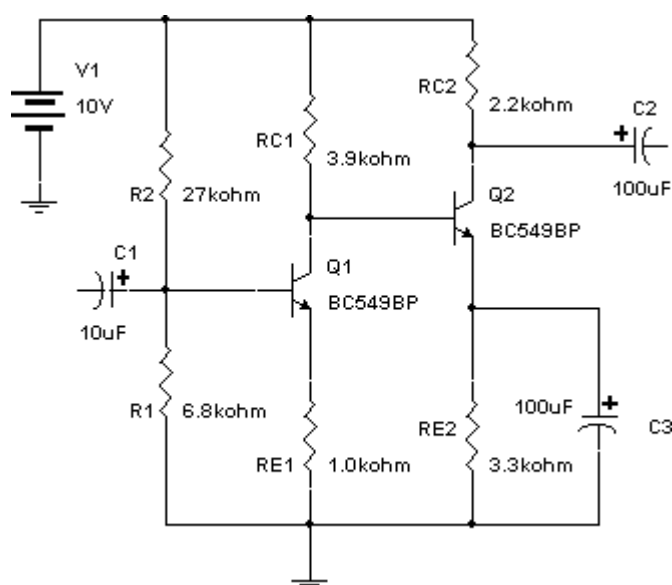 V1
10V
RC2
2.2kohm
C2
+
100uF
RC1
3.9kohm
R2
27kohm
Q2
BC549BP
C1
+
10uF
Q1
BC549BP
R1
6.8kohm
RE1
1.0kohm
RE2
3.3kohm
100uF
+
C3